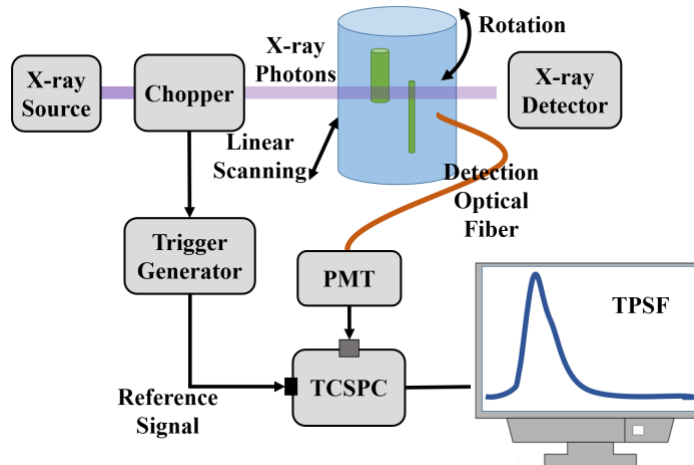 Rotation
X-ray
Photons
X-ray
Source
Chopper
X-ray
Detector
Linear
Scanning
Detection
Optical
Fiber
Trigger
Generator
PMT
TPSF
TCSPC
Reference
Signal